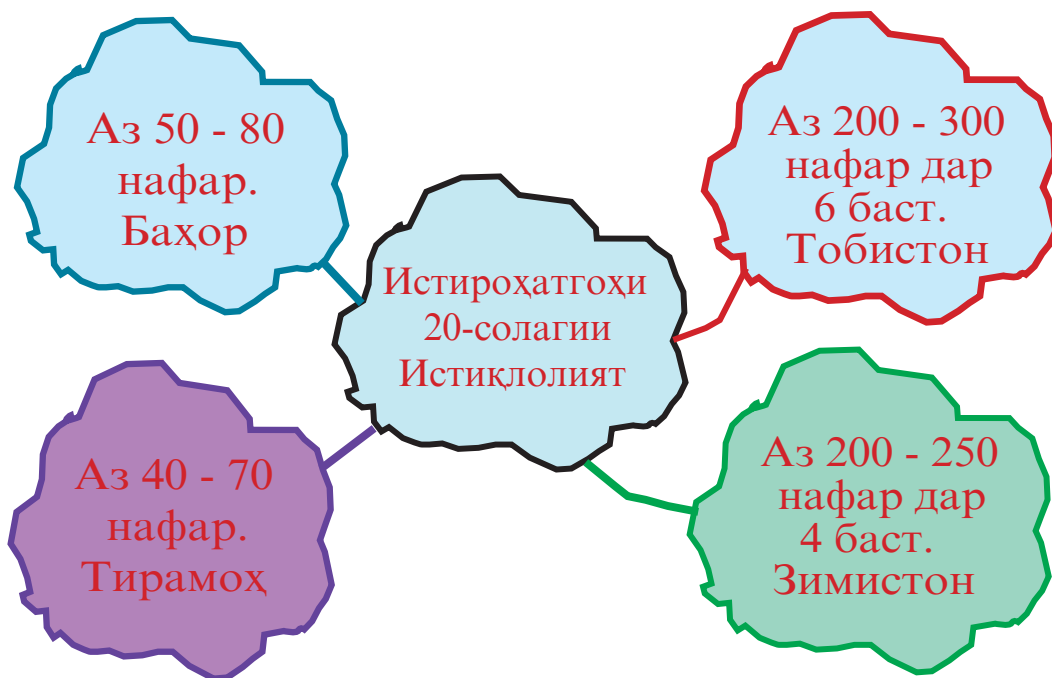 Аз 50 - 80
нафар.
Баҳор
Аз 200 - 300
нафар дар
6 баст.
Тобистон
Истироҳатгоҳи
20-солагии
Истиқлолият
Аз 40 - 70
нафар.
Тирамоҳ
Аз 200 - 250
нафар дар
4 баст.
Зимистон